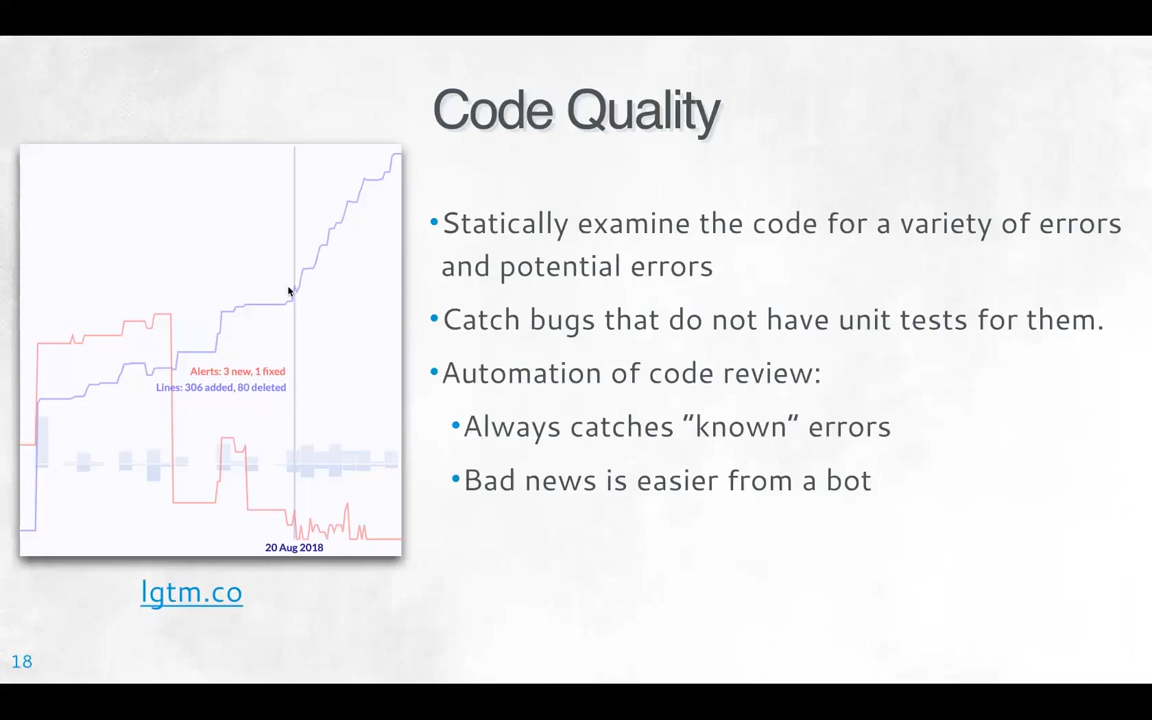 Code Quality
•Statically examine the code for a variety of errors
and potential errors
•Catch bugs that do not have unit tests for them.
•Automation of code review:
•Always catches "known" errors
•Bad news is easier from a bot
Alerts: 3 new, 1 fixed
Lines: 306 added, 80 deleted
20 Aug 2018
lgtm.co
18